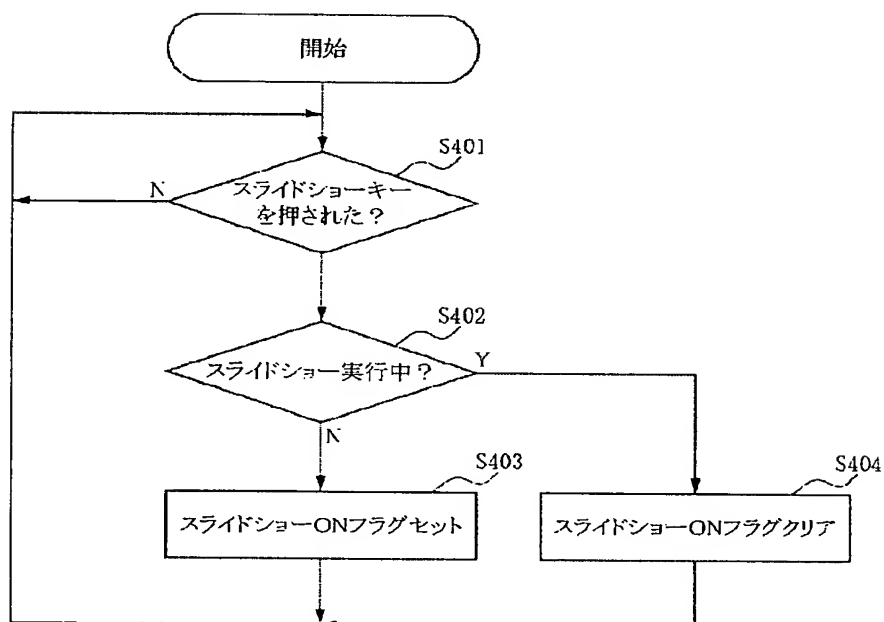 開始
S401
N
スライドショーキー
を押された？
S402
スライドショー実行中？
Y
N
S403
スライドショーONフラグセット
S404
スライドショーONフラグクリア